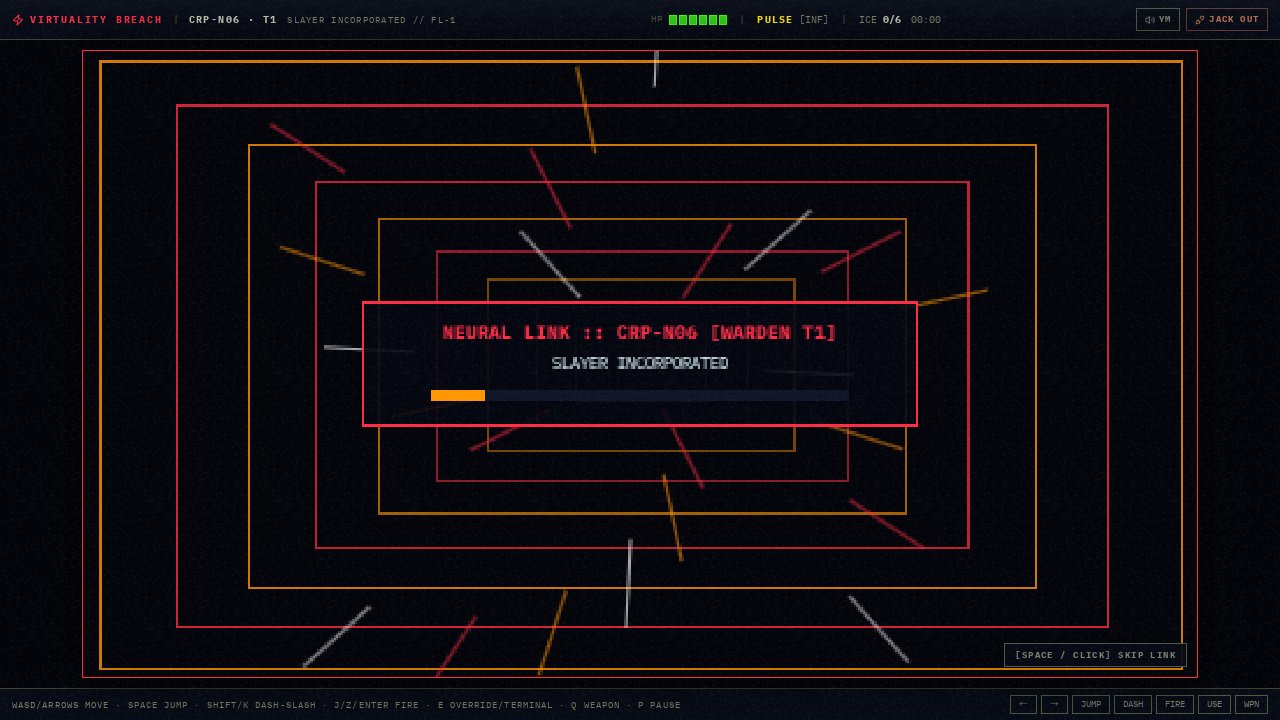 VIRTUALITY BREACH | CRP-N06 · T1 SLAYER INCORPORATED // FL-1 HP | PULSE [INF] | ICE 0/6 00:00 YM JACK OUT
NEURAL LINK :: CRP-N06 [WARDEN T1]
SLAYER INCORPORATED
[SPACE / CLICK] SKIP LINK
WASD/ARROWS MOVE · SPACE JUMP · SHIFT/K DASH-SLASH · J/Z/ENTER FIRE · E OVERRIDE/TERMINAL · Q WEAPON · P PAUSE ← → JUMP DASH FIRE USE WPN